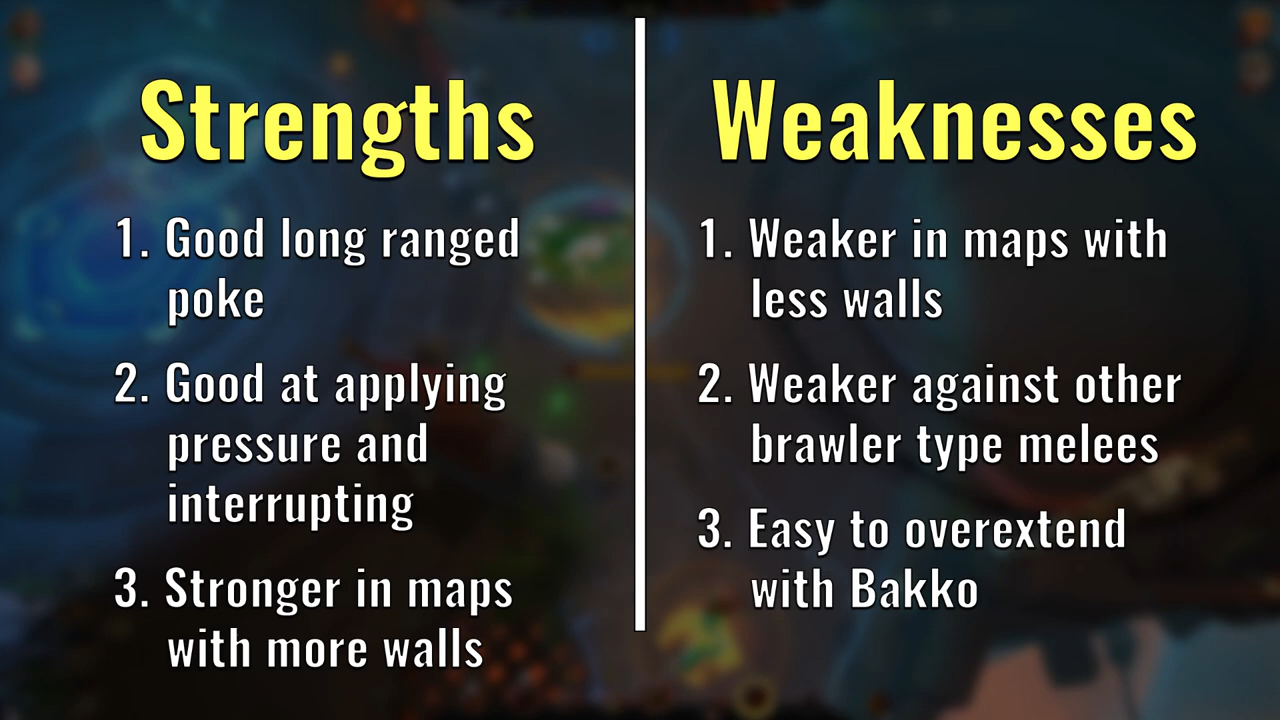 Strengths
1. Good long ranged
poke
2. Good at applying
pressure and
interrupting
3. Stronger in maps
with more walls
Weaknesses
1. Weaker in maps with
less walls
2. Weaker against other
brawler type melees
3. Easy to overextend
with Bakko